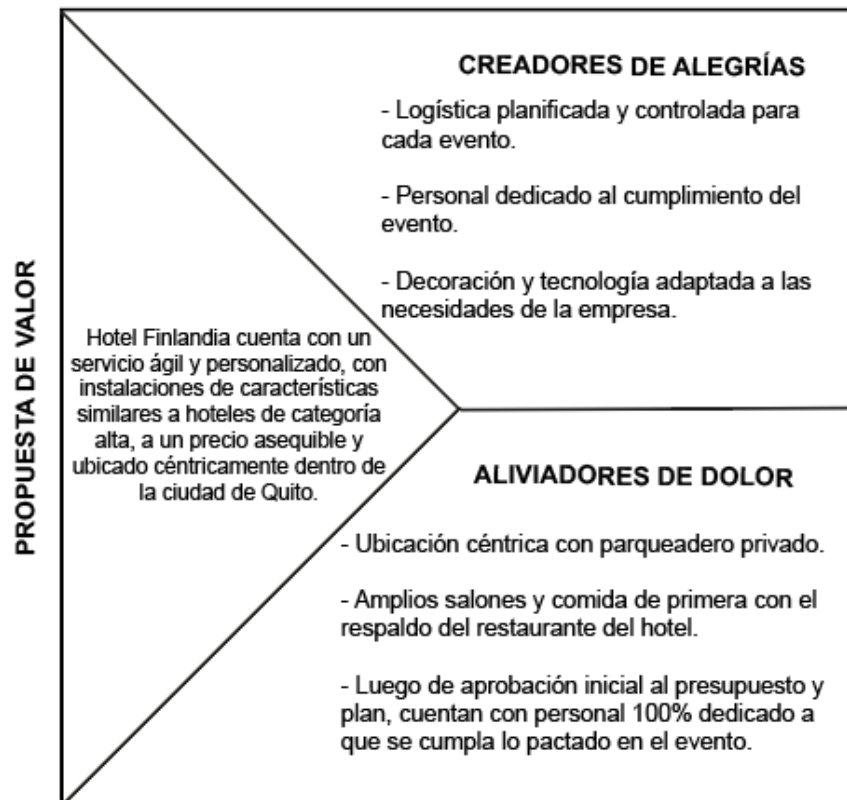 PROPUESTA DE VALOR
Hotel Finlandia cuenta con un
servicio ágil y personalizado, con
instalaciones de características
similares a hoteles de categoría
alta, a un precio asequible y
ubicado céntricamente dentro de
la ciudad de Quito.
CREADORES DE ALEGRÍAS
- Logística planificada y controlada para
cada evento.
- Personal dedicado al cumplimiento del
evento.
- Decoración y tecnología adaptada a las
necesidades de la empresa.
ALIVIADORES DE DOLOR
- Ubicación céntrica con parqueadero privado.
- Amplios salones y comida de primera con el
respaldo del restaurante del hotel.
- Luego de aprobación inicial al presupuesto y
plan, cuentan con personal 100% dedicado a
que se cumpla lo pactado en el evento.